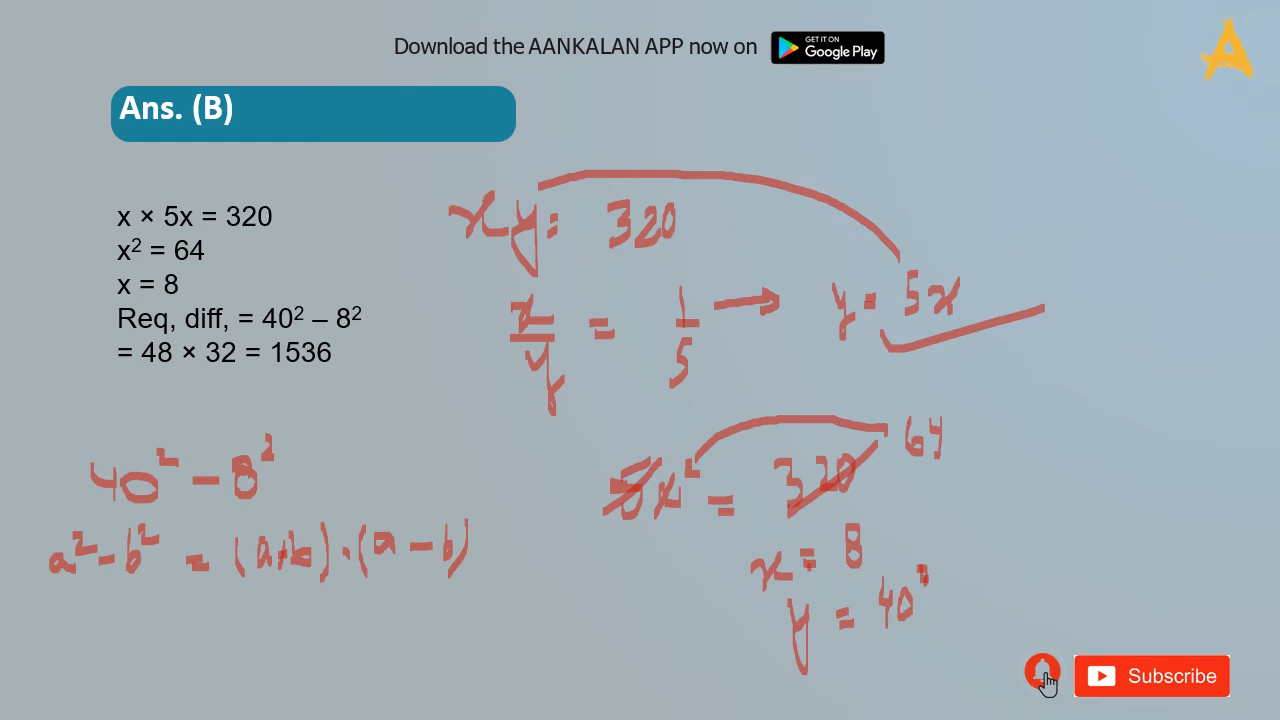 Download the AANKALAN APP now on
GET IT ON
Google Play
A
Ans. (B)
x × 5x = 320
x² = 64
x = 8
Req, diff, = 40² – 8²
= 48 × 32 = 1536
xy = 320
x/y = 1/5 → y = 5x
5x² = 320 64
x = 8
y = 40²
40² – 8²
a² – b² = (a+b) · (a – b)
Subscribe